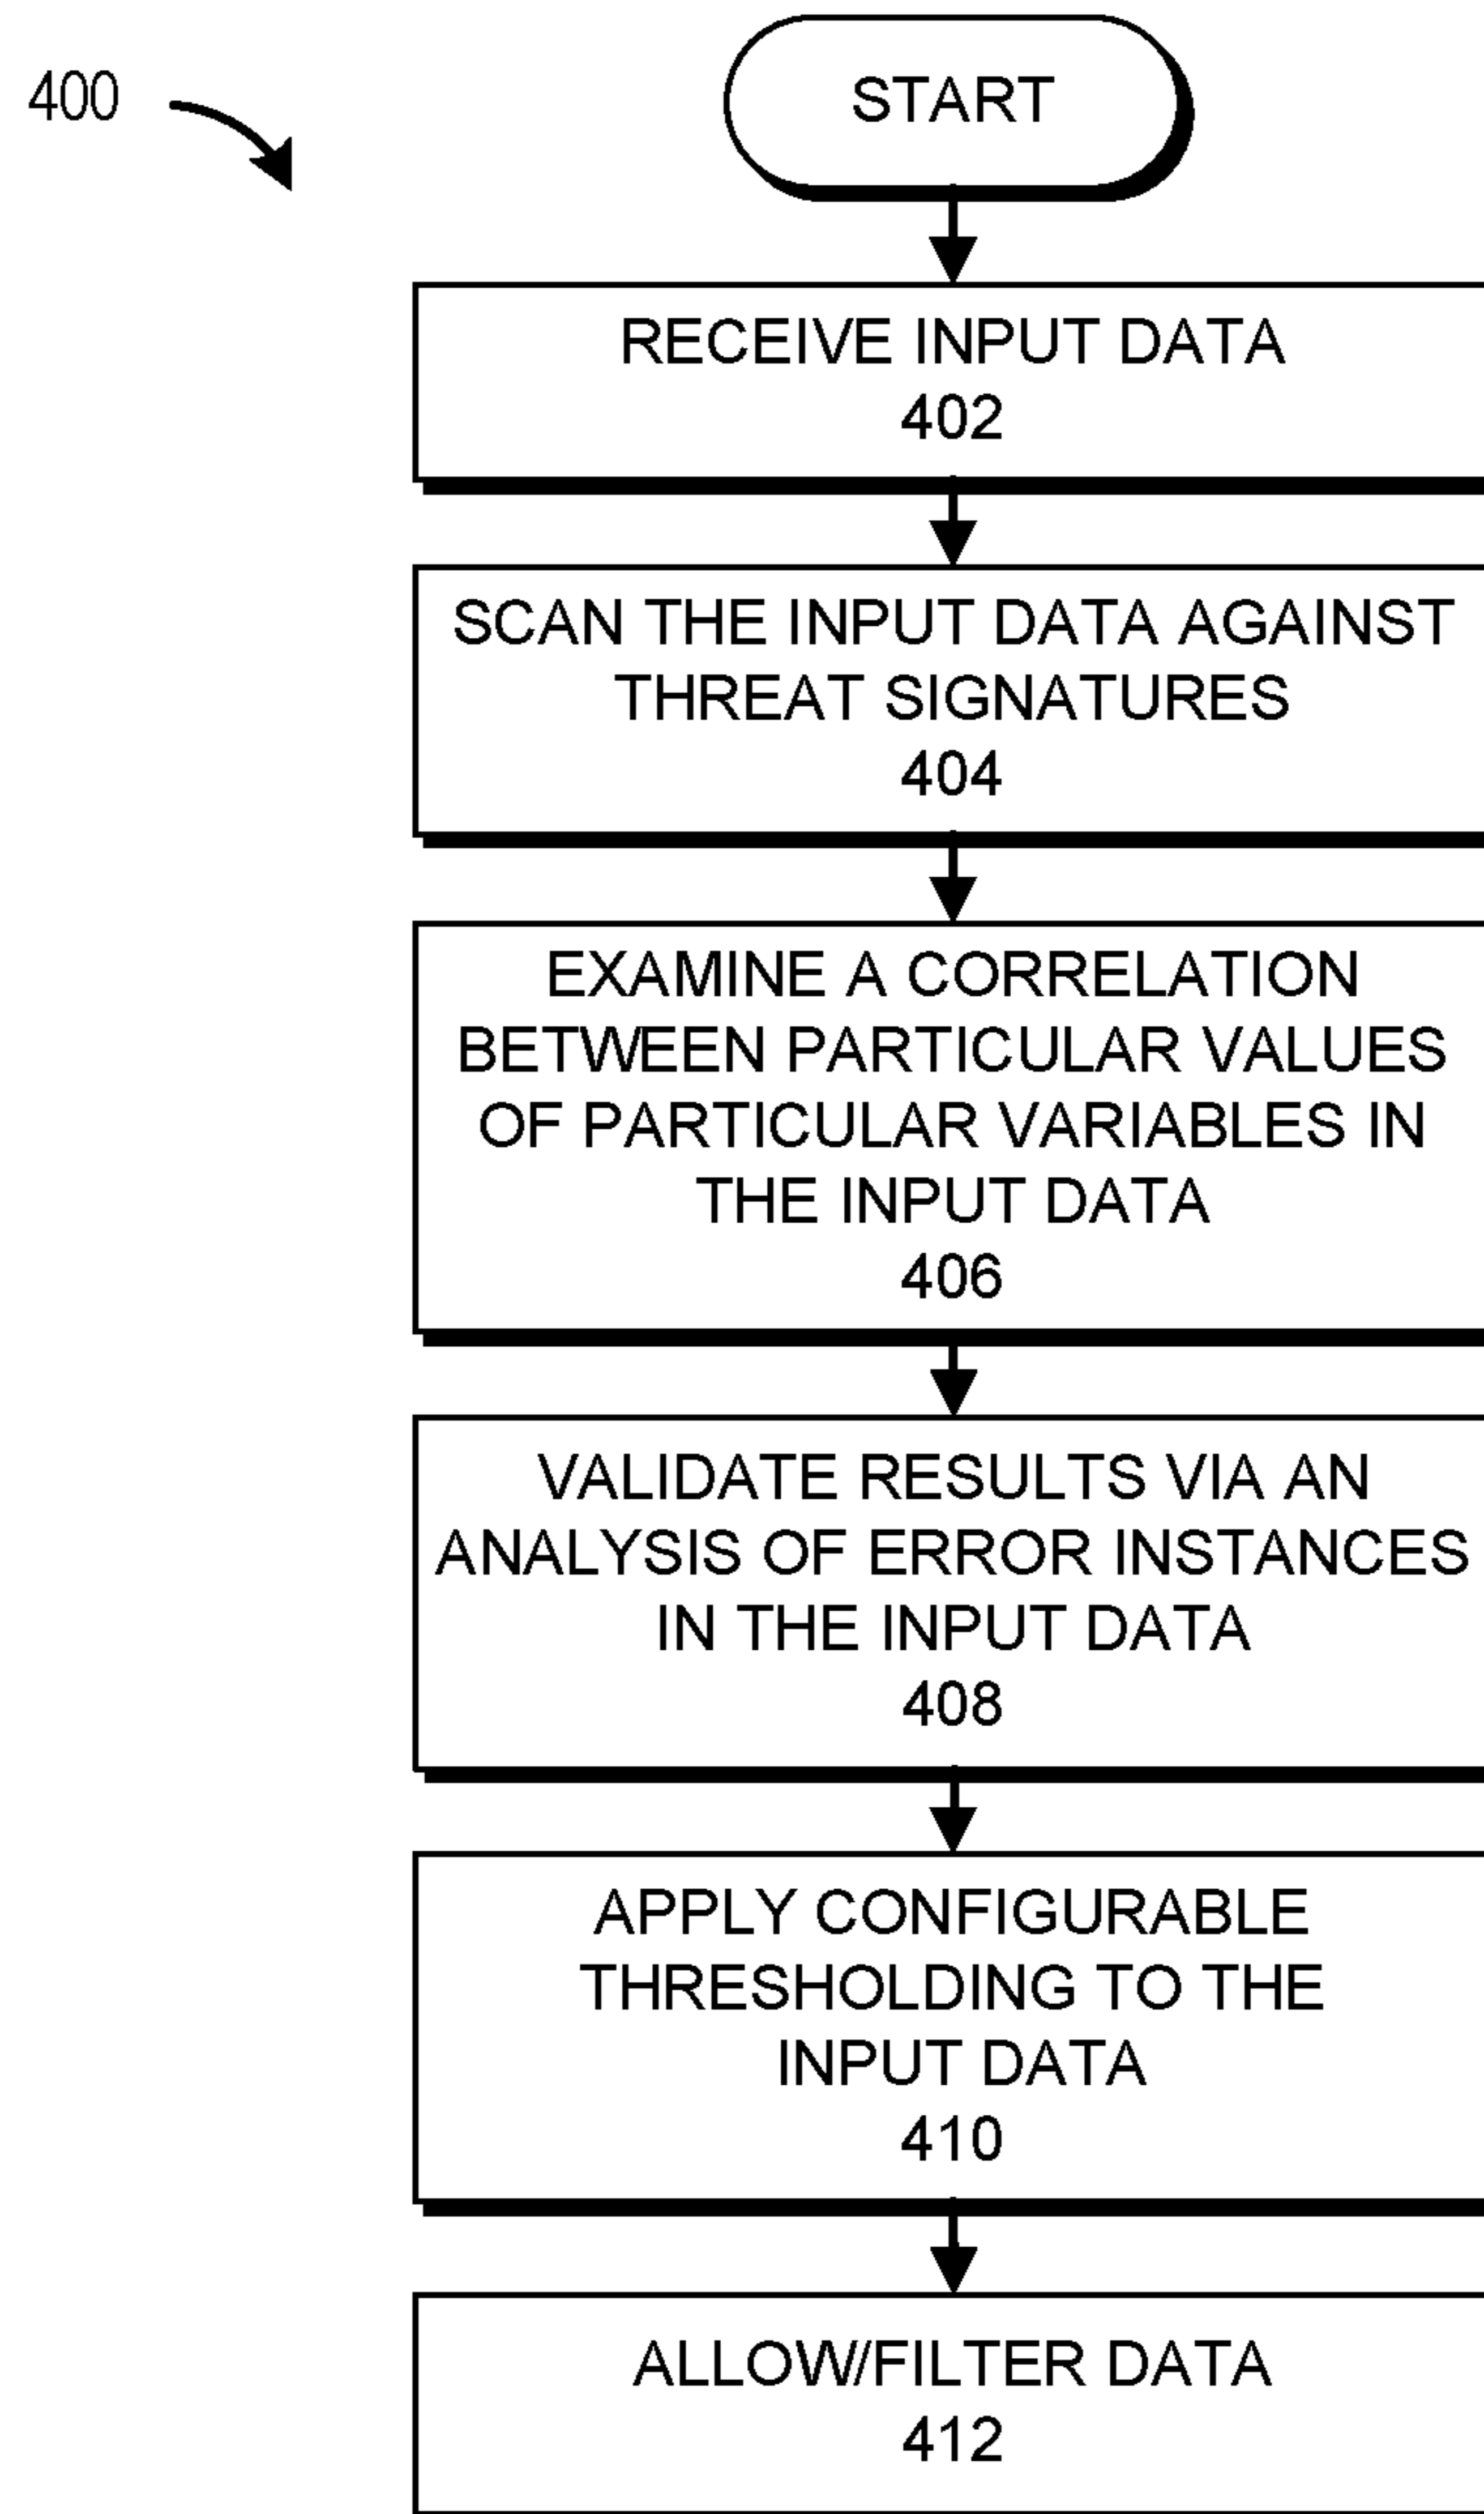 400
START
RECEIVE INPUT DATA
402
SCAN THE INPUT DATA AGAINST
THREAT SIGNATURES
404
EXAMINE A CORRELATION
BETWEEN PARTICULAR VALUES
OF PARTICULAR VARIABLES IN
THE INPUT DATA
406
VALIDATE RESULTS VIA AN
ANALYSIS OF ERROR INSTANCES
IN THE INPUT DATA
408
APPLY CONFIGURABLE
THRESHOLDING TO THE
INPUT DATA
410
ALLOW/FILTER DATA
412